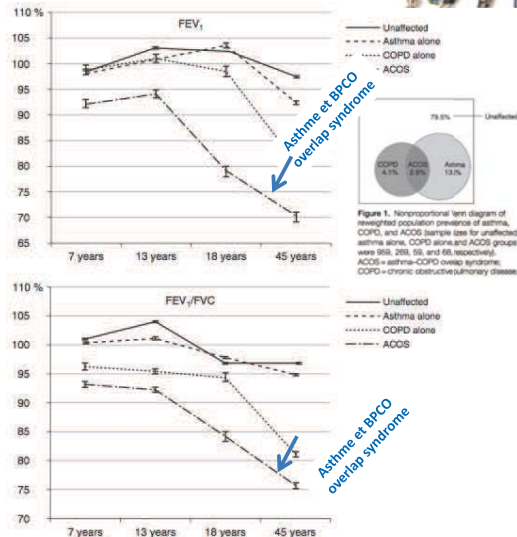 110 %
105
100
95
90
85
80
75
70
65
FEV₁
7 years
13 years
18 years
45 years
Asthme et BPCO
overlap syndrome
Unaffected
Asthma alone
COPD alone
ACOS
79.5%
Unaffected
COPD
4.1%
ACOS
2.9%
Asthma
13.1%
Figure 1. Nonproportional Venn diagram of
reweighted population prevalence of asthma,
COPD, and ACOS (sample sizes for unaffected
asthma alone, COPD alone, and ACOS groups
were 959, 269, 59, and 68, respectively).
ACOS = asthma–COPD overlap syndrome;
COPD = chronic obstructive pulmonary disease.
110 %
105
100
95
90
85
80
75
70
FEV₁/FVC
7 years
13 years
18 years
45 years
Asthme et BPCO
overlap syndrome
Unaffected
Asthma alone
COPD alone
ACOS